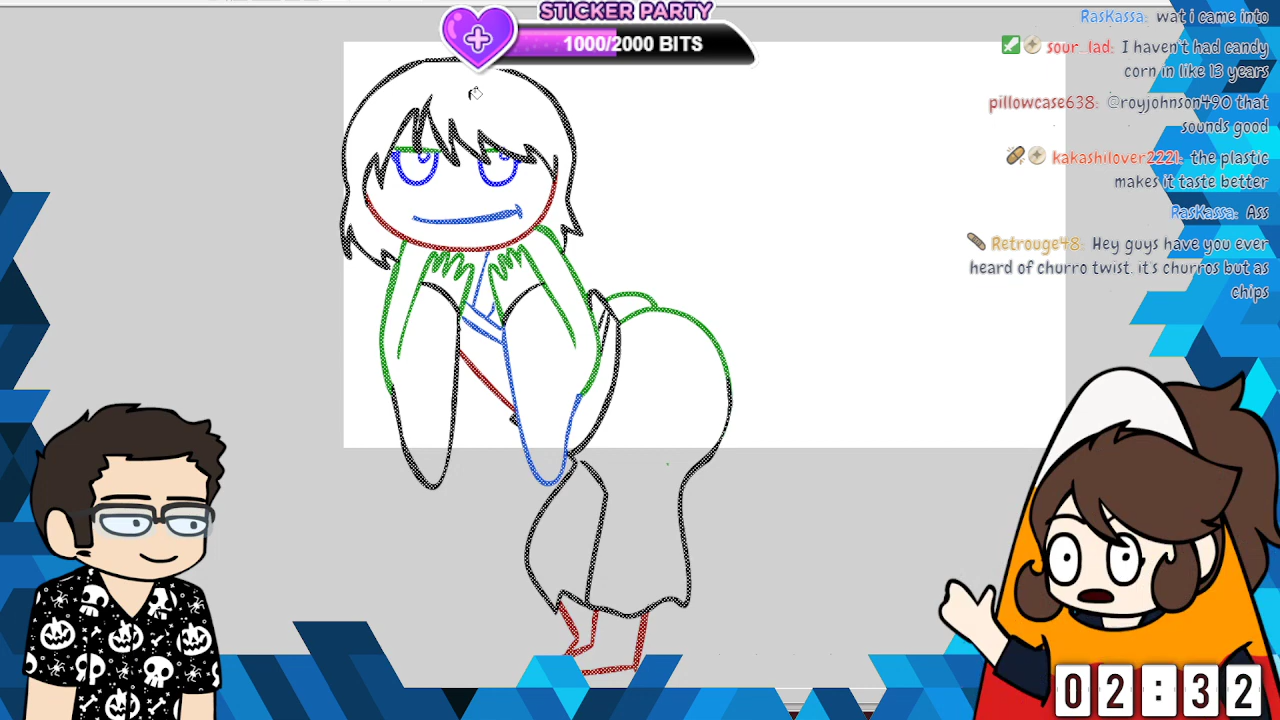 STICKER PARTY
1000/2000 BITS
RasKassa: wat i came into
sour_lad: I haven't had candy
corn in like 13 years
pillowcase638: @royjohnson490 that
sounds good
kakashilover2221: the plastic
makes it taste better
RasKassa: Ass
Retrouge48: Hey guys have you ever
heard of churro twist. it's churros but as
chips
02:32